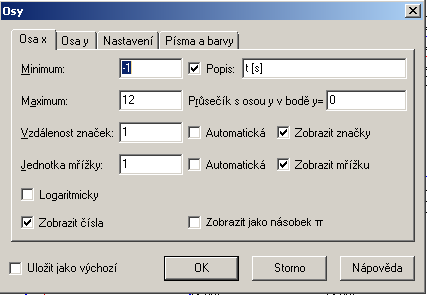 Osy
Osa x Osa y Nastavení Písma a barvy
Minimum: -1 Popis: t [s]
Maximum: 12 Průsečík s osou y v bodě y= 0
Vzdálenost značek: 1 Automatická Zobrazit značky
Jednotka mřížky: 1 Automatická Zobrazit mřížku
Logaritmicky
Zobrazit čísla Zobrazit jako násobek π
Uložit jako výchozí OK Storno Nápověda